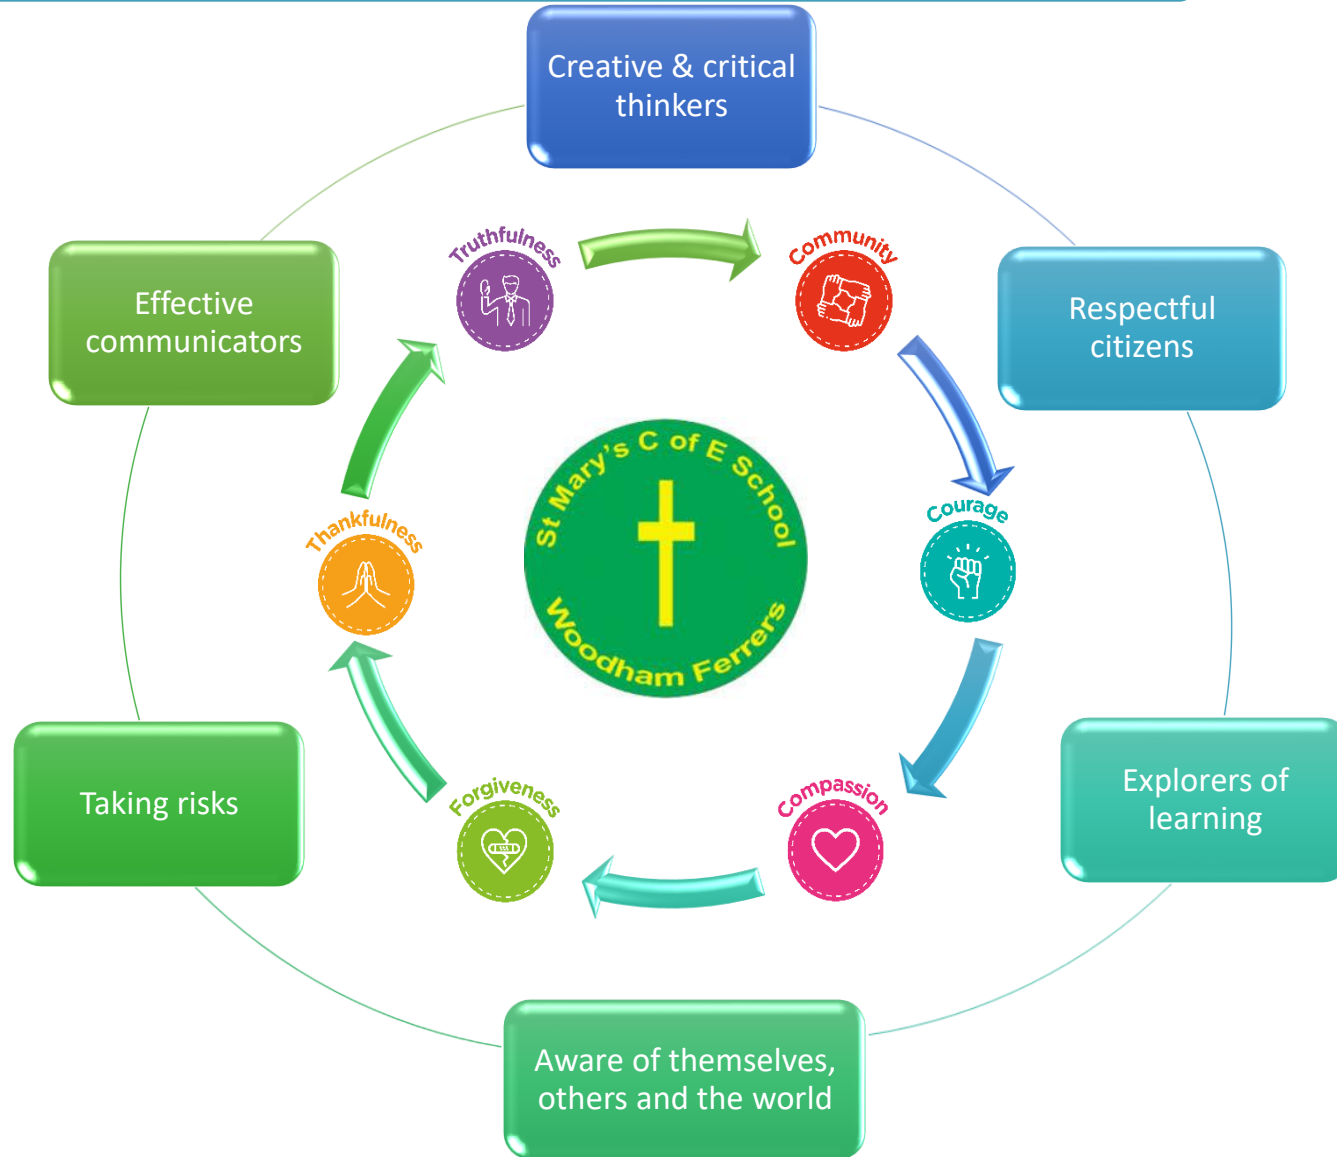 Creative & critical
thinkers
Truthfulness
Community
Effective
communicators
Respectful
citizens
St Mary's C of E School
Woodham Ferrers
Courage
Thankfulness
Taking risks
Forgiveness
Compassion
Explorers of
learning
Aware of themselves,
others and the world